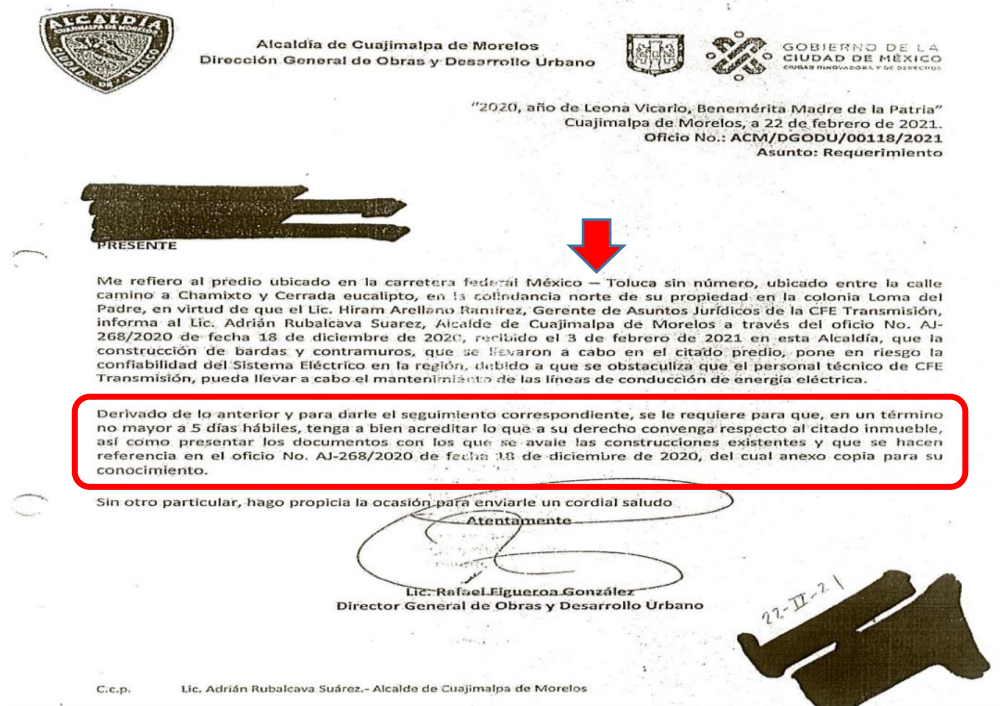 ALCALDÍA
CIUDAD DE MÉXICO
Alcaldía de Cuajimalpa de Morelos
Dirección General de Obras y Desarrollo Urbano
GOBIERNO DE LA
CIUDAD DE MÉXICO
CIUDAD INNOVADORA Y DE DERECHOS
"2020, año de Leona Vicario, Benemérita Madre de la Patria"
Cuajimalpa de Morelos, a 22 de febrero de 2021.
Oficio No.: ACM/DGODU/00118/2021
Asunto: Requerimiento
PRESENTE
Me refiero al predio ubicado en la carretera federal México – Toluca sin número, ubicado entre la calle
camino a Chamixto y Cerrada eucalipto, en la colindancia norte de su propiedad en la colonia Loma del
Padre, en virtud de que el Lic. Hiram Arellano Ramírez, Gerente de Asuntos Jurídicos de la CFE Transmisión,
informa al Lic. Adrián Rubalcava Suarez, Alcalde de Cuajimalpa de Morelos a través del oficio No. AJ-
268/2020 de fecha 18 de diciembre de 2020, recibido el 3 de febrero de 2021 en esta Alcaldía, que la
construcción de bardas y contramuros, que se llevaron a cabo en el citado predio, pone en riesgo la
confiabilidad del Sistema Eléctrico en la región, debido a que se obstaculiza que el personal técnico de CFE
Transmisión, pueda llevar a cabo el mantenimiento de las líneas de conducción de energía eléctrica.
Derivado de lo anterior y para darle el seguimiento correspondiente, se le requiere para que, en un término
no mayor a 5 días hábiles, tenga a bien acreditar lo que a su derecho convenga respecto al citado inmueble,
así como presentar los documentos con los que se avale las construcciones existentes y que se hacen
referencia en el oficio No. AJ-268/2020 de fecha 18 de diciembre de 2020, del cual anexo copia para su
conocimiento.
Sin otro particular, hago propicia la ocasión para enviarle un cordial saludo
Atentamente
Lic. Rafael Figueroa González
Director General de Obras y Desarrollo Urbano
22-II-21
C.c.p. Lic. Adrián Rubalcava Suárez.- Alcalde de Cuajimalpa de Morelos